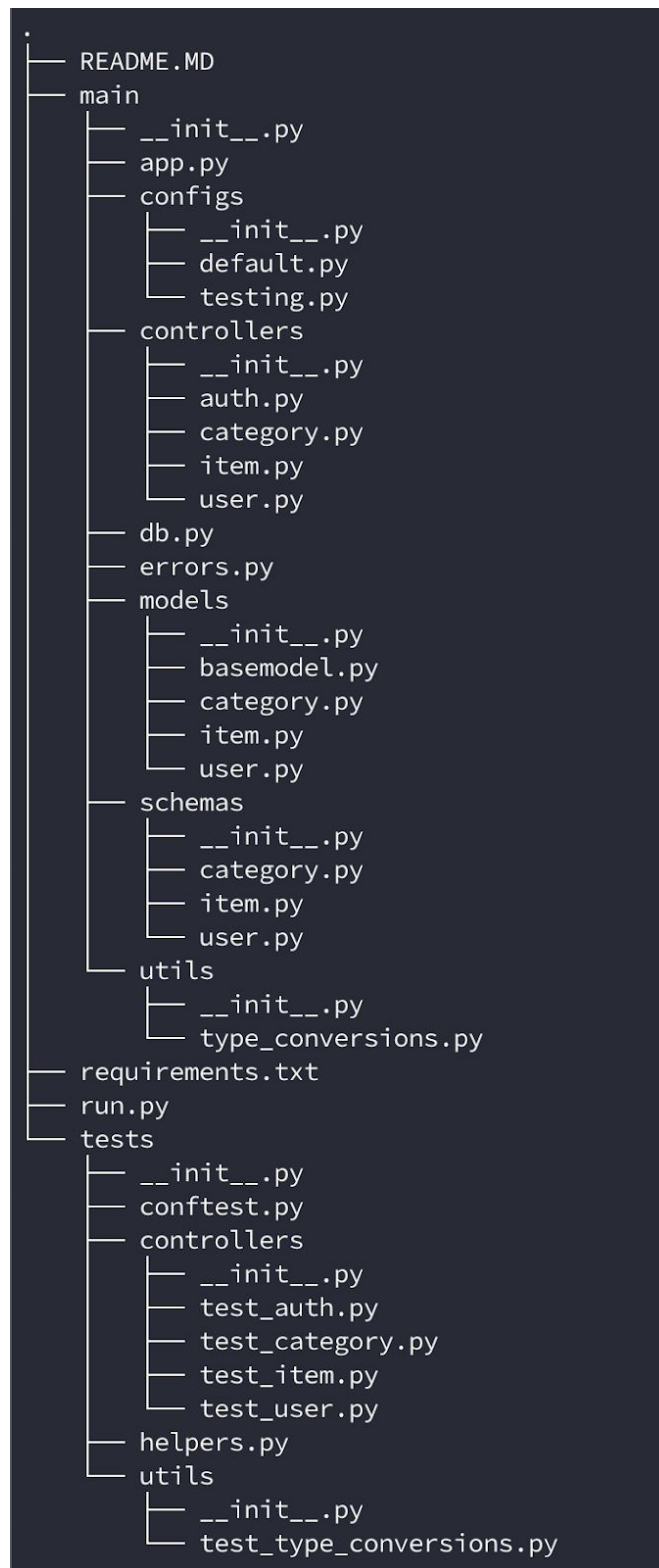 .
├── README.MD
├── main
│   ├── __init__.py
│   ├── app.py
│   ├── configs
│   │   ├── __init__.py
│   │   ├── default.py
│   │   └── testing.py
│   ├── controllers
│   │   ├── __init__.py
│   │   ├── auth.py
│   │   ├── category.py
│   │   ├── item.py
│   │   └── user.py
│   ├── db.py
│   ├── errors.py
│   ├── models
│   │   ├── __init__.py
│   │   ├── basemodel.py
│   │   ├── category.py
│   │   ├── item.py
│   │   └── user.py
│   ├── schemas
│   │   ├── __init__.py
│   │   ├── category.py
│   │   ├── item.py
│   │   └── user.py
│   └── utils
│       ├── __init__.py
│       └── type_conversions.py
├── requirements.txt
├── run.py
└── tests
    ├── __init__.py
    ├── conftest.py
    ├── controllers
    │   ├── __init__.py
    │   ├── test_auth.py
    │   ├── test_category.py
    │   ├── test_item.py
    │   └── test_user.py
    ├── helpers.py
    └── utils
        ├── __init__.py
        └── test_type_conversions.py